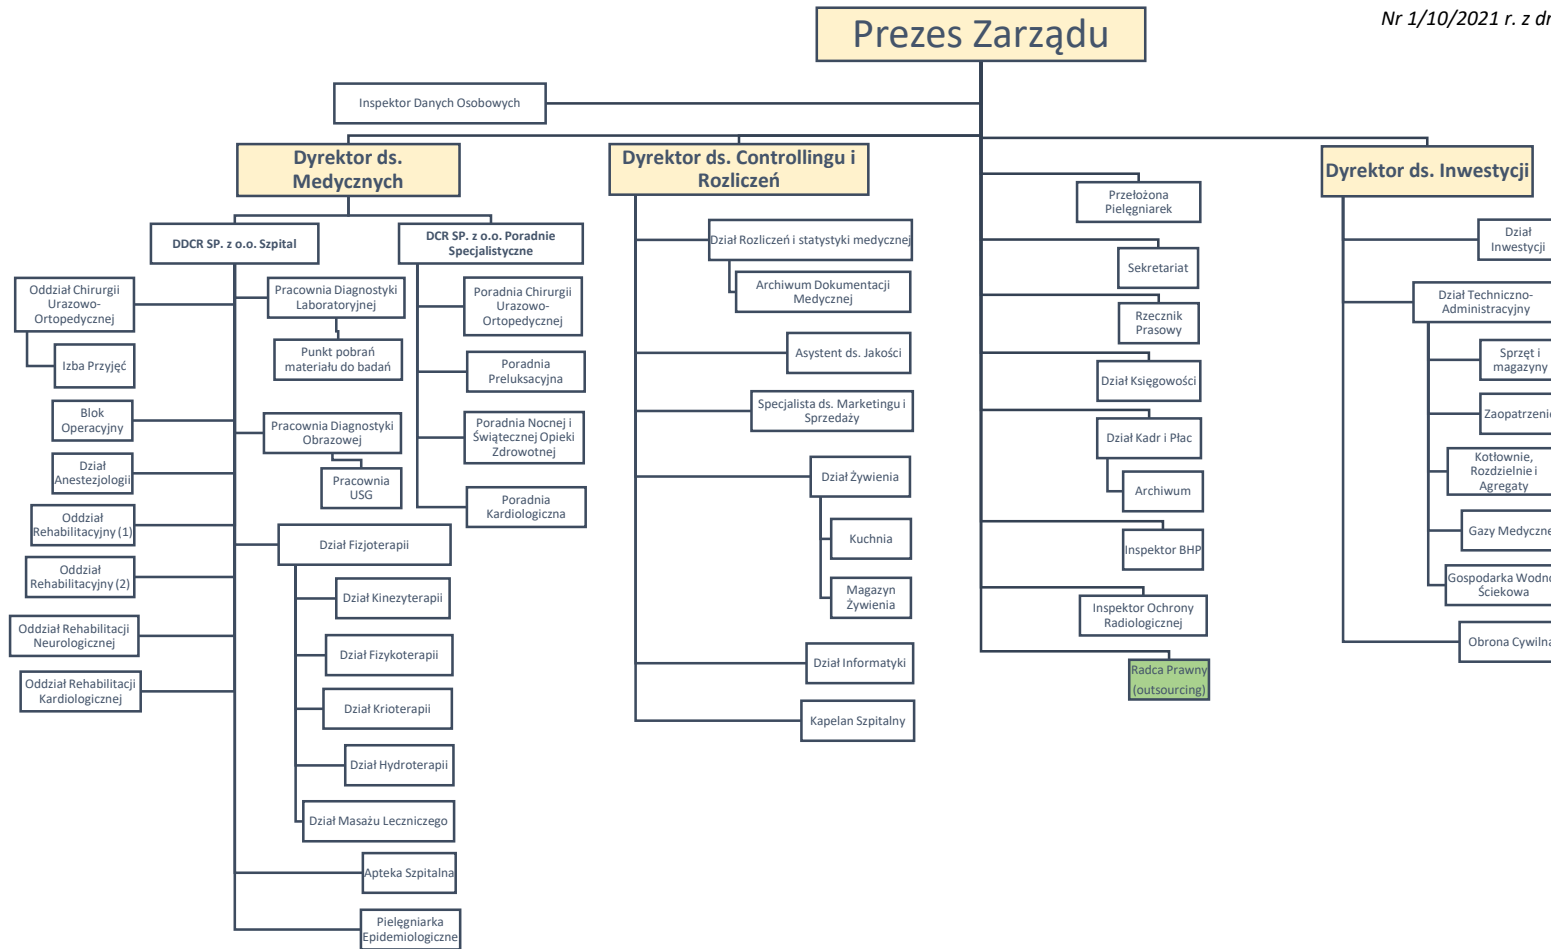 Nr 1/10/2021 r. z
Prezes Zarządu
Inspektor Danych Osobowych
Dyrektor ds.
Medycznych
DDCR SP. z o.o. Szpital
Oddział Chirurgii
Urazowo-
Ortopedycznej
Izba Przyjęć
Blok
Operacyjny
Dział
Anestezjologii
Oddział
Rehabilitacyjny (1)
Oddział
Rehabilitacyjny (2)
Oddział Rehabilitacji
Neurologicznej
Oddział Rehabilitacji
Kardiologicznej
Pracownia Diagnostyki
Laboratoryjnej
Punkt pobrań
materiału do badań
Pracownia Diagnostyki
Obrazowej
Pracownia
USG
Dział Fizjoterapii
Dział Kinezyterapii
Dział Fizykoterapii
Dział Krioterapii
Dział Hydroterapii
Dział Masażu Leczniczego
Apteka Szpitalna
Pielęgniarka
Epidemiologiczne
DCR SP. z o.o. Poradnie
Specjalistyczne
Poradnia Chirurgii
Urazowo-
Ortopedycznej
Poradnia
Preluksacyjna
Poradnia Nocnej i
Świątecznej Opieki
Zdrowotnej
Poradnia
Kardiologiczna
Dyrektor ds. Controllingu i
Rozliczeń
Dział Rozliczeń i statystyki medycznej
Archiwum Dokumentacji
Medycznej
Asystent ds. Jakości
Specjalista ds. Marketingu i
Sprzedaży
Dział Żywienia
Kuchnia
Magazyn
Żywienia
Dział Informatyki
Kapelan Szpitalny
Przełożona
Pielęgniarek
Sekretariat
Rzecznik
Prasowy
Dział Księgowości
Dział Kadr i Płac
Archiwum
Inspektor BHP
Inspektor Ochrony
Radiologicznej
Radca Prawny
(outsourcing)
Dyrektor ds. Inwestycji
Dział
Inwestycji
Dział Techniczno-
Administracyjny
Sprzęt i
magazyny
Zaopatrzenie
Kotłownie,
Rozdzielnie i
Agregaty
Gazy Medyczne
Gospodarka
Ściekowa
Obrona Cywilna